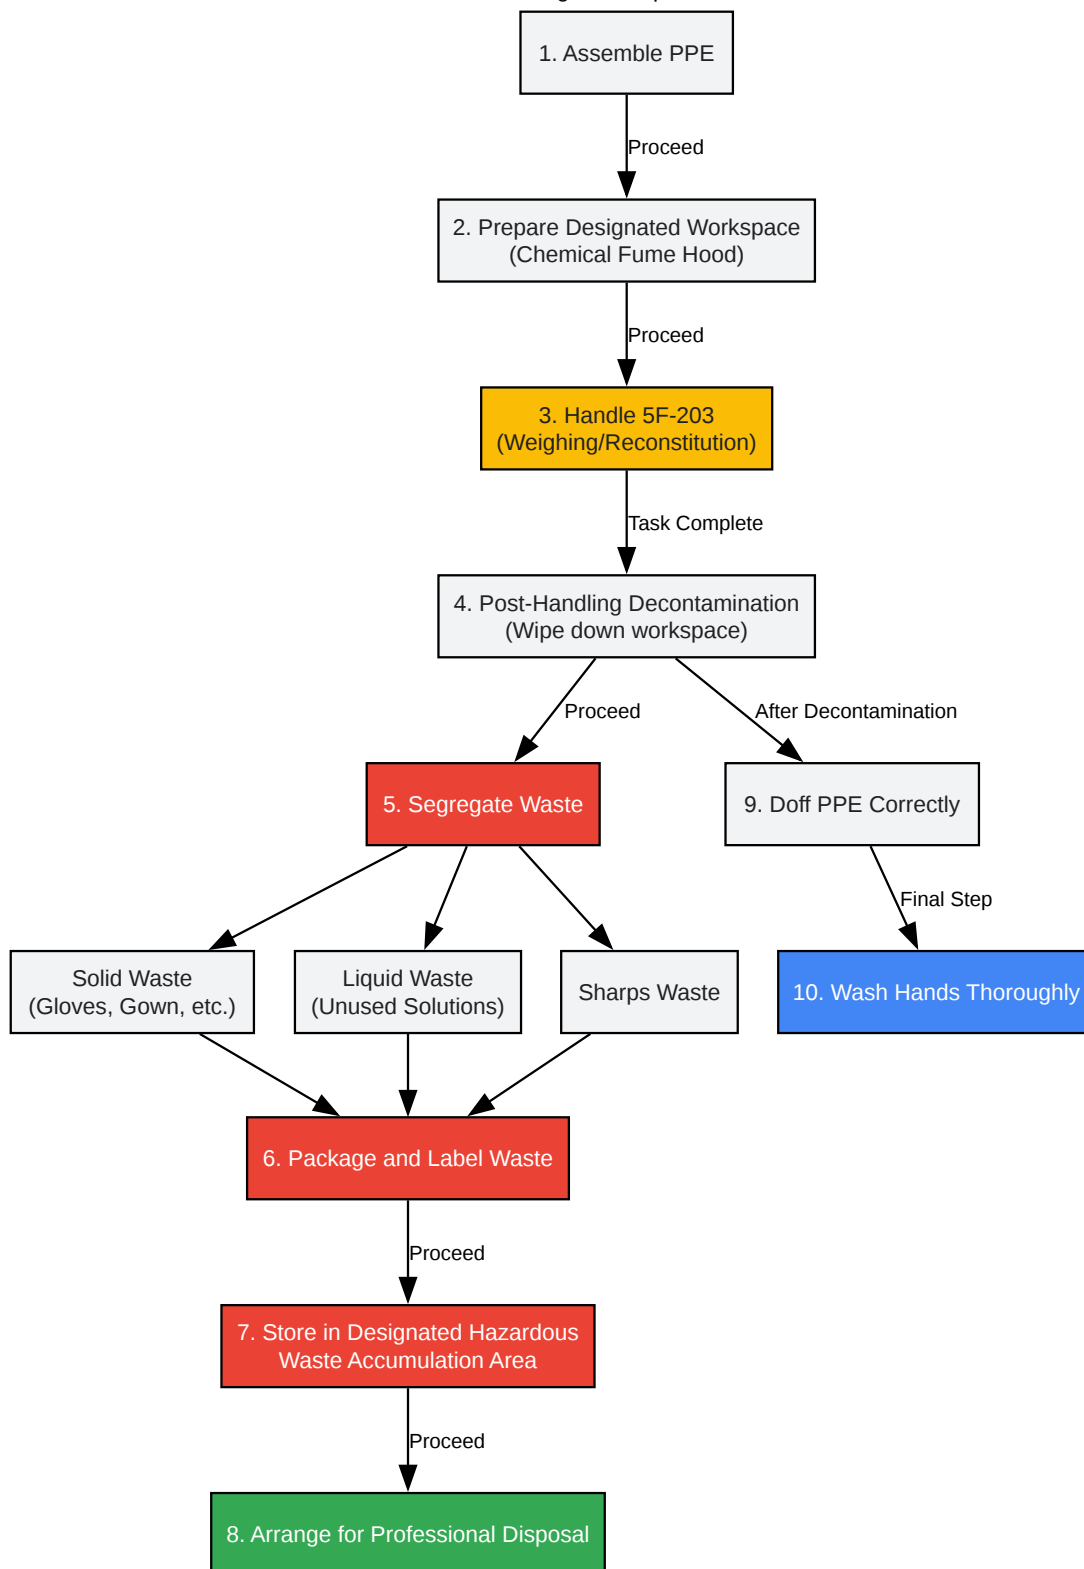 1. Assemble PPE
Proceed
2. Prepare Designated Workspace
(Chemical Fume Hood)
Proceed
3. Handle 5F-203
(Weighing/Reconstitution)
Task Complete
4. Post-Handling Decontamination
(Wipe down workspace)
Proceed
After Decontamination
5. Segregate Waste
9. Doff PPE Correctly
Final Step
Solid Waste
(Gloves, Gown, etc.)
Liquid Waste
(Unused Solutions)
Sharps Waste
10. Wash Hands Thoroughly
6. Package and Label Waste
Proceed
7. Store in Designated Hazardous
Waste Accumulation Area
Proceed
8. Arrange for Professional Disposal